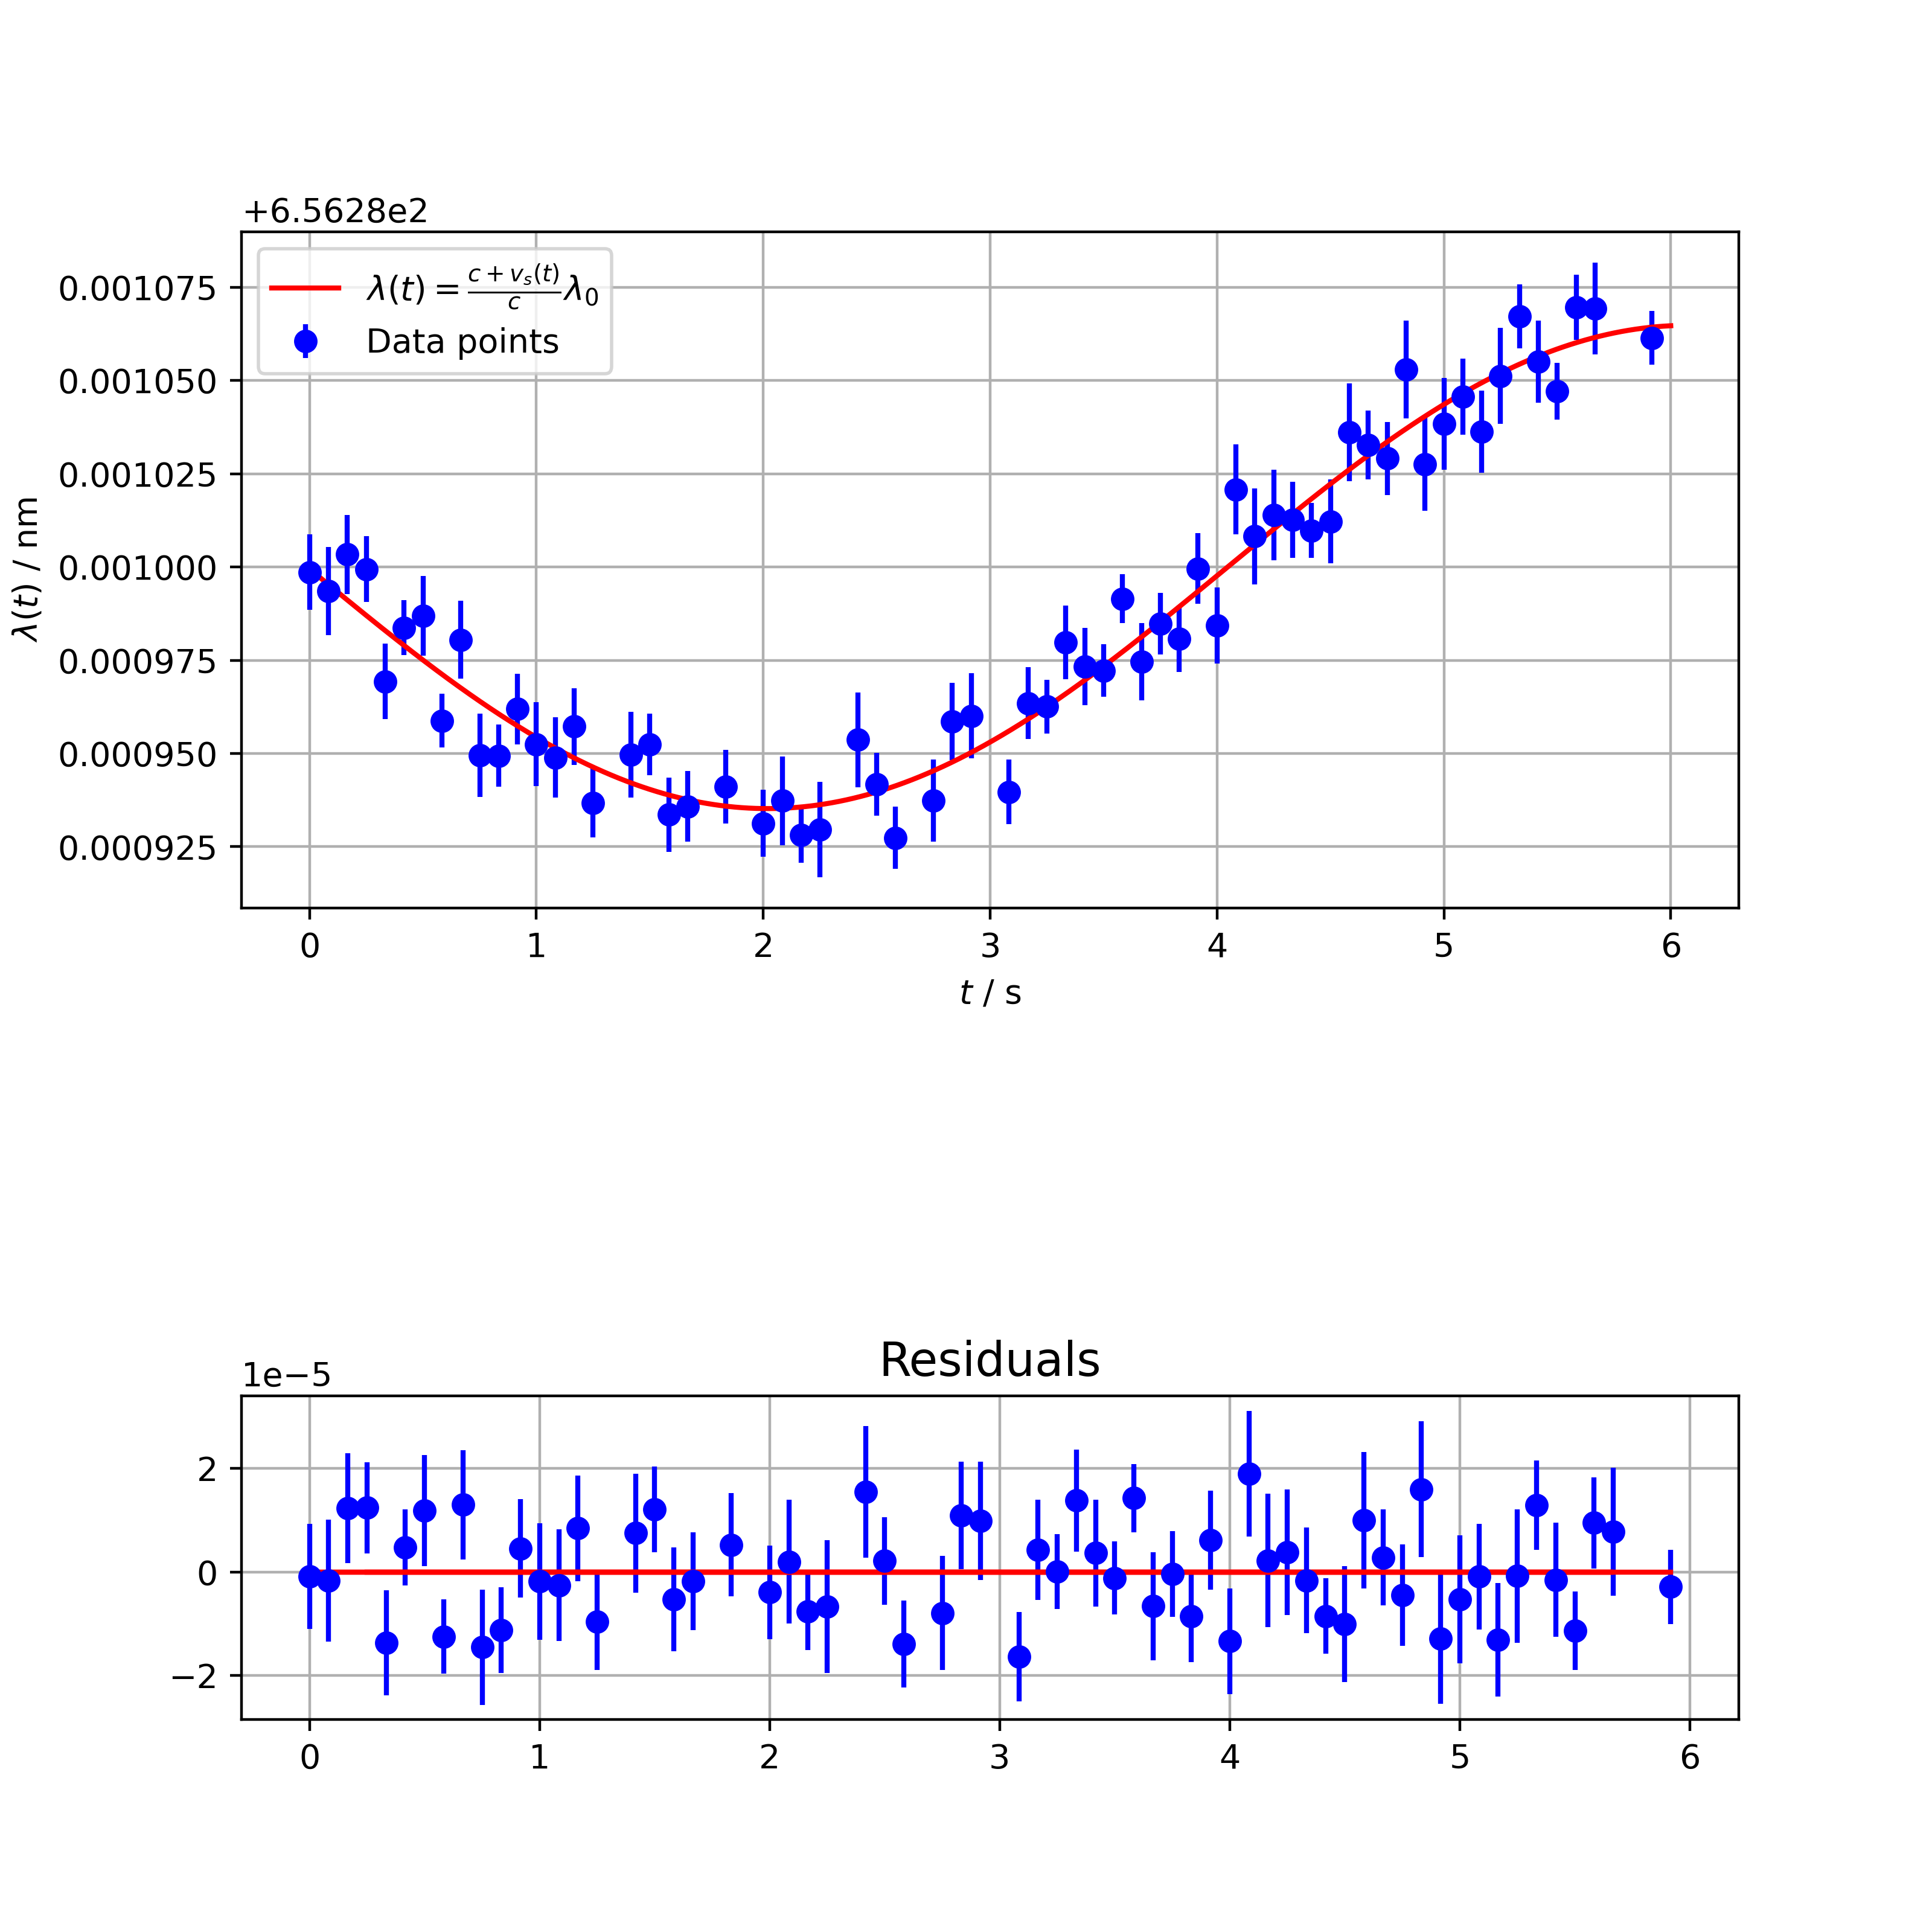 +6.5628e2
λ(t) = \frac{c + v_s(t)}{c} λ_0
Data points
0.001075
0.001050
0.001025
0.001000
0.000975
0.000950
0.000925
λ(t) / nm
0 1 2 3 4 5 6
t / s
Residuals
1e−5
2
0
−2
0 1 2 3 4 5 6